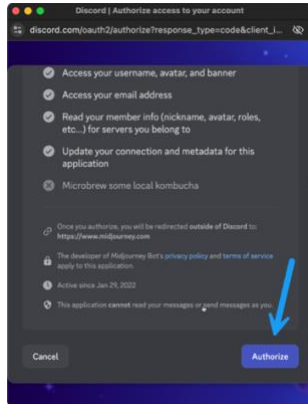 Discord | Authorize access to your account
discord.com/oauth2/authorize?response_type=code&client_i...
Access your username, avatar, and banner
Access your email address
Read your member info (nickname, avatar, roles,
etc...) for servers you belong to
Update your connection and metadata for this
application
Microbrew some local kombucha
Once you authorize, you will be redirected outside of Discord to:
https://www.midjourney.com
The developer of Midjourney Bot's privacy policy and terms of service
apply to this application.
Active since Jan 29, 2022
This application cannot read your messages or send messages as you.
Cancel
Authorize